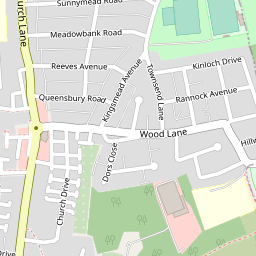 Sunnymead Road
Church Lane
Meadowbank Road
Kinloch Drive
Reeves Avenue
Kingsmead Avenue
Townsend Lane
Rannock Avenue
Queensbury Road
Wood Lane
Dors Close
Church Drive